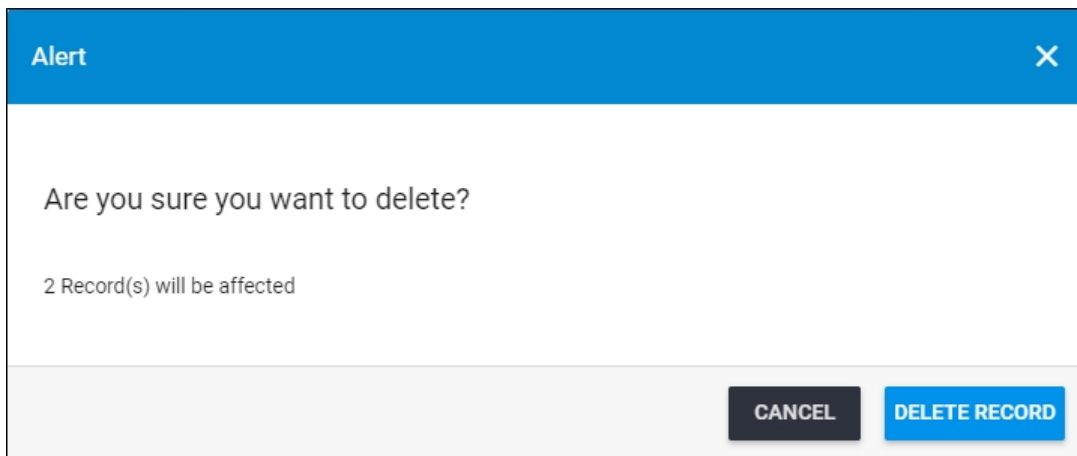 Alert
Are you sure you want to delete?
2 Record(s) will be affected
CANCEL DELETE RECORD